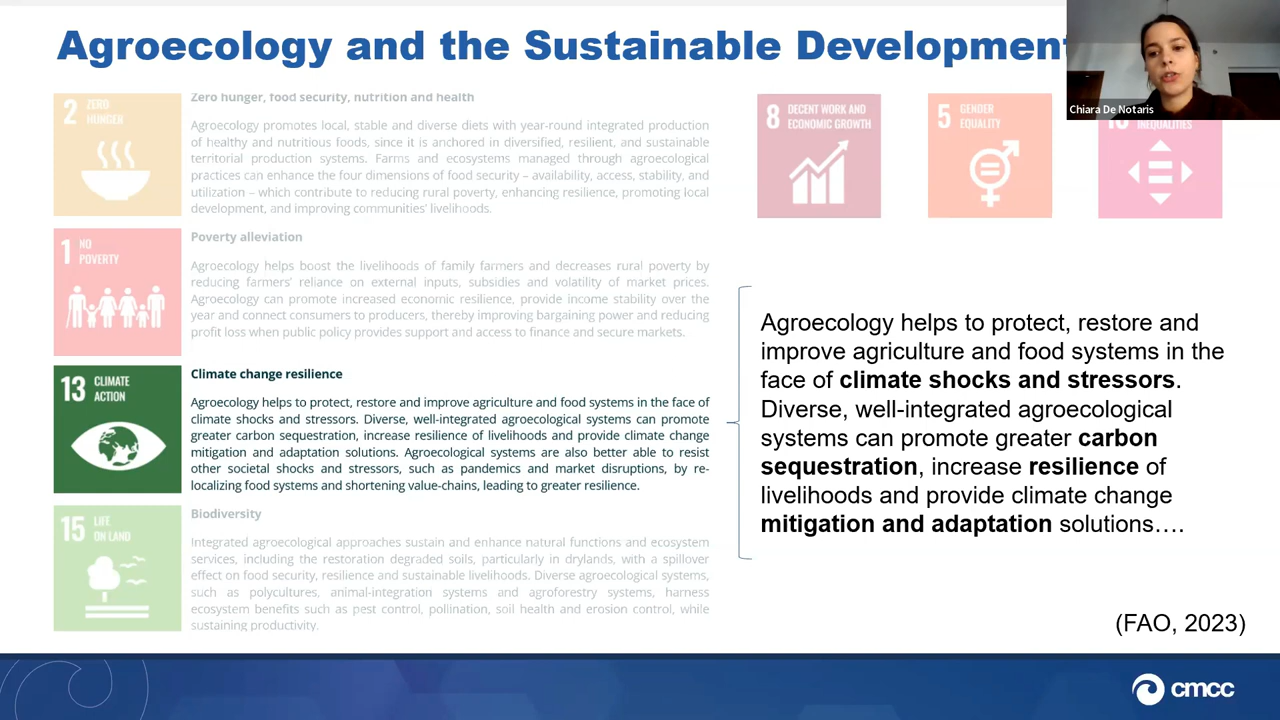 Agroecology and the Sustainable Development
Chiara De Notaris
2 ZERO
HUNGER
Zero hunger, food security, nutrition and health
Agroecology promotes local, stable and diverse diets with year-round integrated production
of healthy and nutritious foods, since it is anchored in diversified, resilient, and sustainable
territorial production systems. Farms and ecosystems managed through agroecological
practices can enhance the four dimensions of food security – availability, access, stability, and
utilization – which contribute to reducing rural poverty, enhancing resilience, promoting local
development, and improving communities' livelihoods.
8 DECENT WORK AND
ECONOMIC GROWTH
5 GENDER
EQUALITY
INEQUALITIES
1 NO
POVERTY
Poverty alleviation
Agroecology helps boost the livelihoods of family farmers and decreases rural poverty by
reducing farmers' reliance on external inputs, subsidies and volatility of market prices.
Agroecology can promote increased economic resilience, provide income stability over the
year and connect consumers to producers, thereby improving bargaining power and reducing
profit loss when public policy provides support and access to finance and secure markets.
13 CLIMATE
ACTION
Climate change resilience
Agroecology helps to protect, restore and improve agriculture and food systems in the face of
climate shocks and stressors. Diverse, well-integrated agroecological systems can promote
greater carbon sequestration, increase resilience of livelihoods and provide climate change
mitigation and adaptation solutions. Agroecological systems are also better able to resist
other societal shocks and stressors, such as pandemics and market disruptions, by re-
localizing food systems and shortening value-chains, leading to greater resilience.
15 LIFE
ON LAND
Biodiversity
Integrated agroecological approaches sustain and enhance natural functions and ecosystem
services, including the restoration degraded soils, particularly in drylands, with a spillover
effect on food security, resilience and sustainable livelihoods. Diverse agroecological systems,
such as polycultures, animal-integration systems and agroforestry systems, harness
ecosystem benefits such as pest control, pollination, soil health and erosion control, while
sustaining productivity.
Agroecology helps to protect, restore and
improve agriculture and food systems in the
face of climate shocks and stressors.
Diverse, well-integrated agroecological
systems can promote greater carbon
sequestration, increase resilience of
livelihoods and provide climate change
mitigation and adaptation solutions….
(FAO, 2023)
cmcc